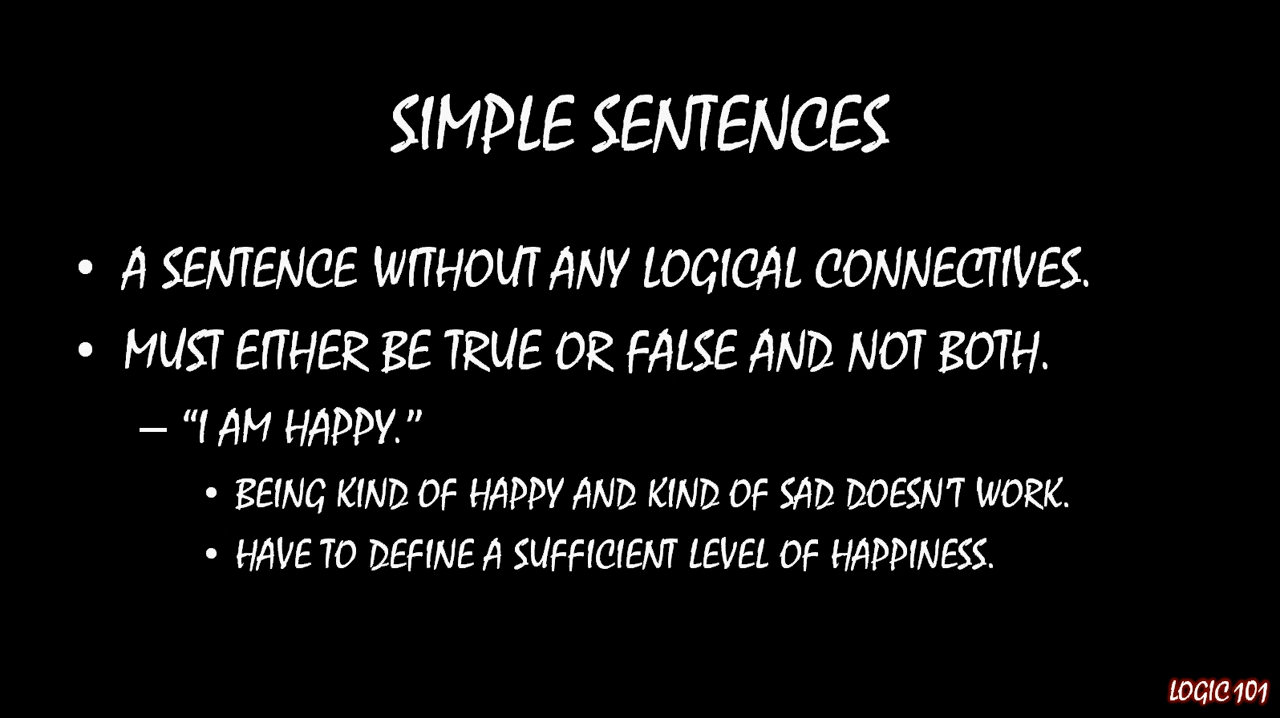 SIMPLE SENTENCES
• A SENTENCE WITHOUT ANY LOGICAL CONNECTIVES.
• MUST EITHER BE TRUE OR FALSE AND NOT BOTH.
– “I AM HAPPY.”
• BEING KIND OF HAPPY AND KIND OF SAD DOESN'T WORK.
• HAVE TO DEFINE A SUFFICIENT LEVEL OF HAPPINESS.
LOGIC 101